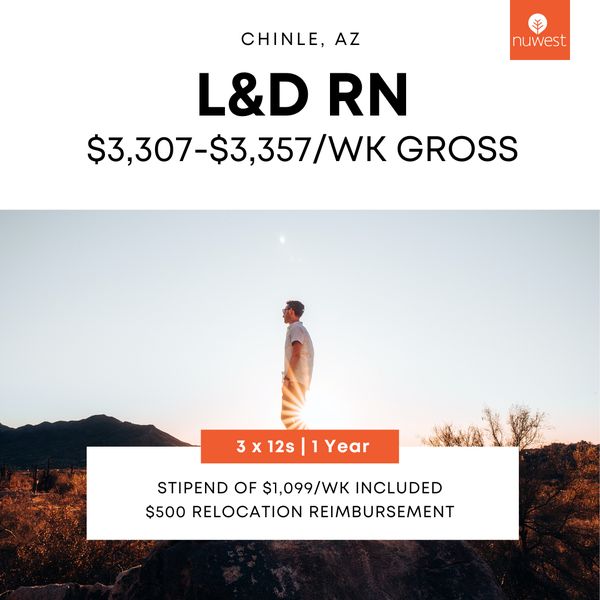 CHINLE, AZ
nuwest
L&D RN
$3,307-$3,357/WK GROSS
3 x 12s | 1 Year
STIPEND OF $1,099/WK INCLUDED
$500 RELOCATION REIMBURSEMENT